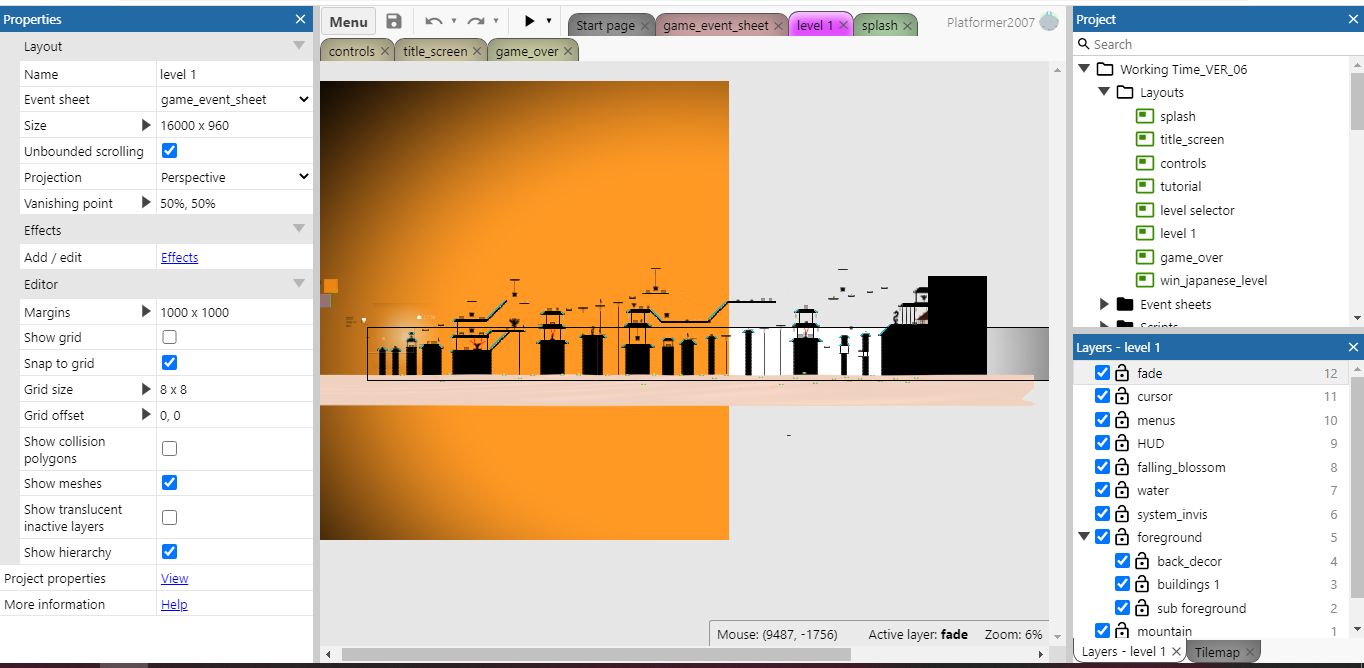 Properties
Layout
Name level 1
Event sheet game_event_sheet
Size 16000 x 960
Unbounded scrolling
Projection Perspective
Vanishing point 50%, 50%
Effects
Add / edit Effects
Editor
Margins 1000 x 1000
Show grid
Snap to grid
Grid size 8 x 8
Grid offset 0, 0
Show collision
polygons
Show meshes
Show translucent
inactive layers
Show hierarchy
Project properties View
More information Help
Menu
Start page game_event_sheet level 1 splash
Platformer2007
controls title_screen game_over
Mouse: (9487, -1756) Active layer: fade Zoom: 6%
Project
Search
Working Time_VER_06
Layouts
splash
title_screen
controls
tutorial
level selector
level 1
game_over
win_japanese_level
Event sheets
Scripts
Layers - level 1
fade 12
cursor 11
menus 10
HUD 9
falling_blossom 8
water 7
system_invis 6
foreground 5
back_decor 4
buildings 1 3
sub foreground 2
mountain 1
Layers - level 1 Tilemap